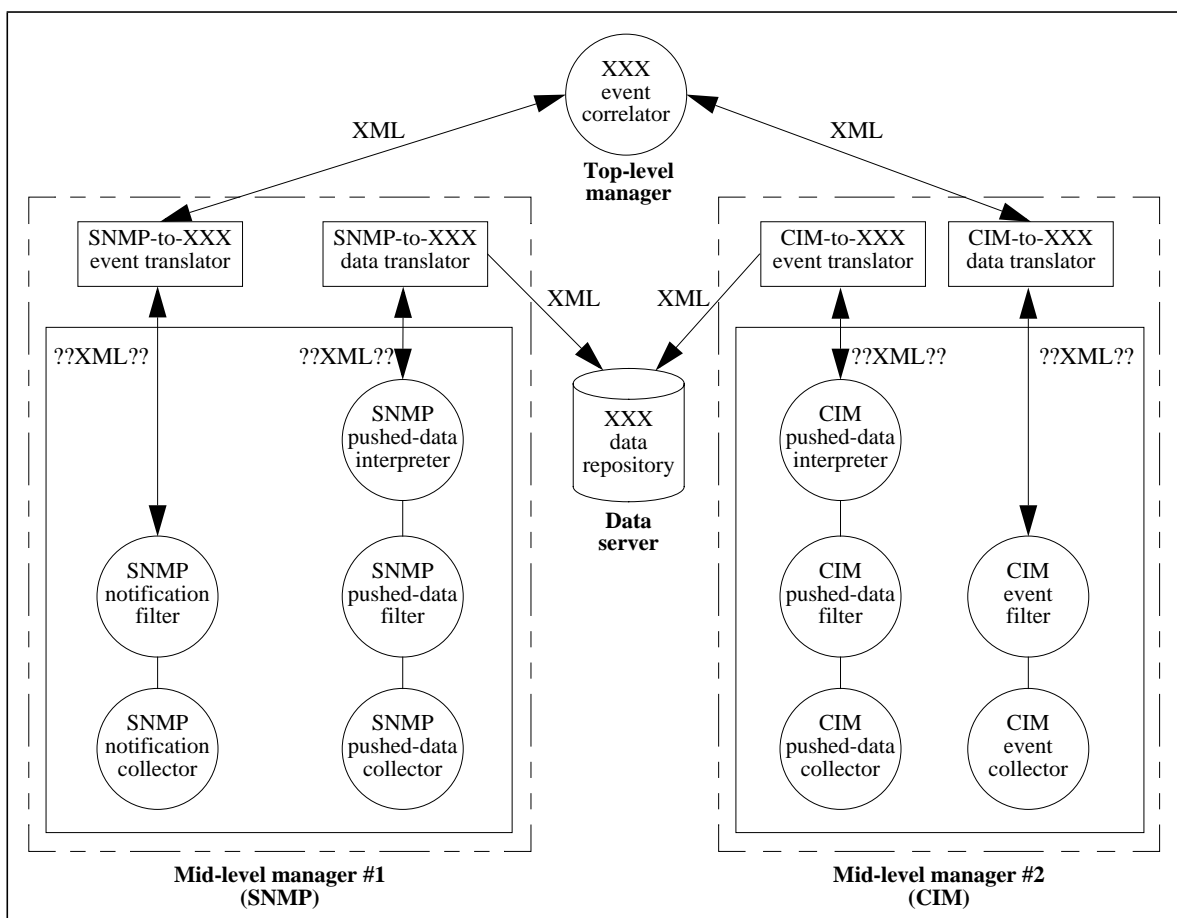 XXX
event
correlator
XML
XML
Top-level
manager
SNMP-to-XXX
event translator
SNMP-to-XXX
data translator
CIM-to-XXX
event translator
CIM-to-XXX
data translator
XML
XML
??XML??
??XML??
??XML??
??XML??
SNMP
pushed-data
interpreter
XXX
data
repository
CIM
pushed-data
interpreter
Data
server
SNMP
notification
filter
SNMP
pushed-data
filter
CIM
pushed-data
filter
CIM
event
filter
SNMP
notification
collector
SNMP
pushed-data
collector
CIM
pushed-data
collector
CIM
event
collector
Mid-level manager #1
(SNMP)
Mid-level manager #2
(CIM)